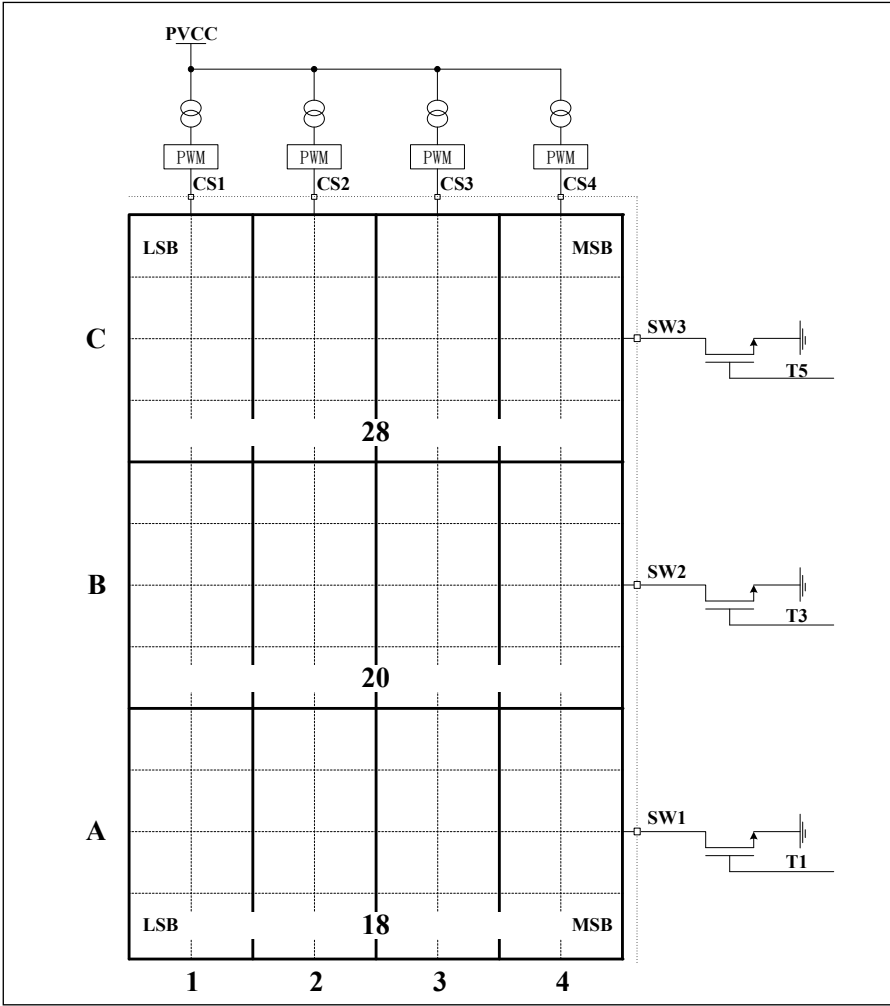 PVCC
PWM PWM PWM PWM
CS1 CS2 CS3 CS4
LSB MSB
C
SW3
T5
28
B
SW2
T3
20
A
SW1
T1
LSB 18 MSB
1 2 3 4